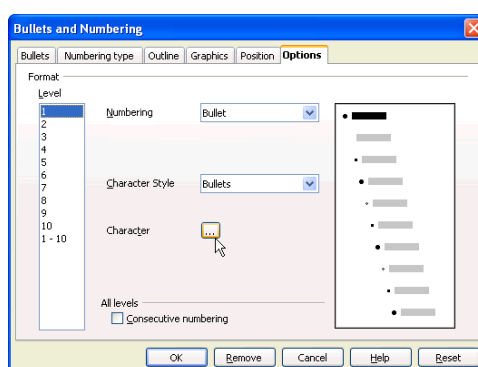 Bullets and Numbering
Bullets Numbering type Outline Graphics Position Options
Format
Level
1
2
3
4
5
6
7
8
9
10
1 - 10
Numbering Bullet
Character Style Bullets
Character ...
All levels
Consecutive numbering
OK Remove Cancel Help Reset